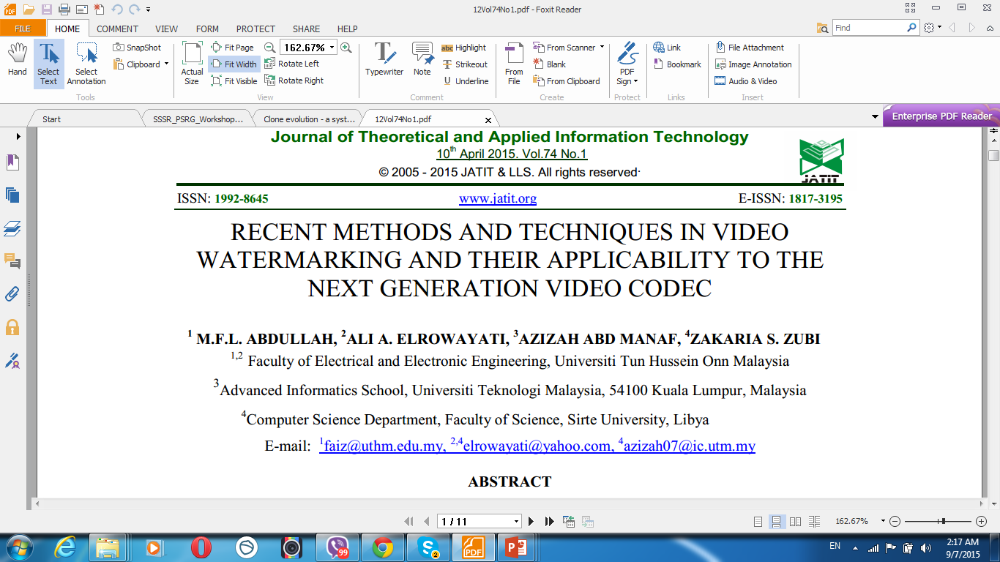 12Vol74No1.pdf - Foxit Reader
FILE HOME COMMENT VIEW FORM PROTECT SHARE HELP
Find
Hand
Select Text
Select Annotation
SnapShot
Clipboard
Tools
Actual Size
Fit Page
Fit Width
Fit Visible
162.67%
Rotate Left
Rotate Right
View
Typewriter
Note
abc Highlight
Strikeout
Underline
Comment
From File
From Scanner
Blank
From Clipboard
Create
PDF Sign
Protect
Link
Bookmark
Links
File Attachment
Image Annotation
Audio & Video
Insert
Start
SSSR_PSRG_Workshop...
Clone evolution - a syst...
12Vol74No1.pdf
Enterprise PDF Reader
Journal of Theoretical and Applied Information Technology
10th April 2015. Vol.74 No.1
© 2005 - 2015 JATIT & LLS. All rights reserved.
JATIT
ISSN: 1992-8645 www.jatit.org E-ISSN: 1817-3195
RECENT METHODS AND TECHNIQUES IN VIDEO
WATERMARKING AND THEIR APPLICABILITY TO THE
NEXT GENERATION VIDEO CODEC
1 M.F.L. ABDULLAH, 2ALI A. ELROWAYATI, 3AZIZAH ABD MANAF, 4ZAKARIA S. ZUBI
1,2 Faculty of Electrical and Electronic Engineering, Universiti Tun Hussein Onn Malaysia
3Advanced Informatics School, Universiti Teknologi Malaysia, 54100 Kuala Lumpur, Malaysia
4Computer Science Department, Faculty of Science, Sirte University, Libya
E-mail: 1faiz@uthm.edu.my, 2,4elrowayati@yahoo.com, 4azizah07@ic.utm.my
ABSTRACT
1 / 11
162.67%
99
2
PDF
EN
2:17 AM
9/7/2015